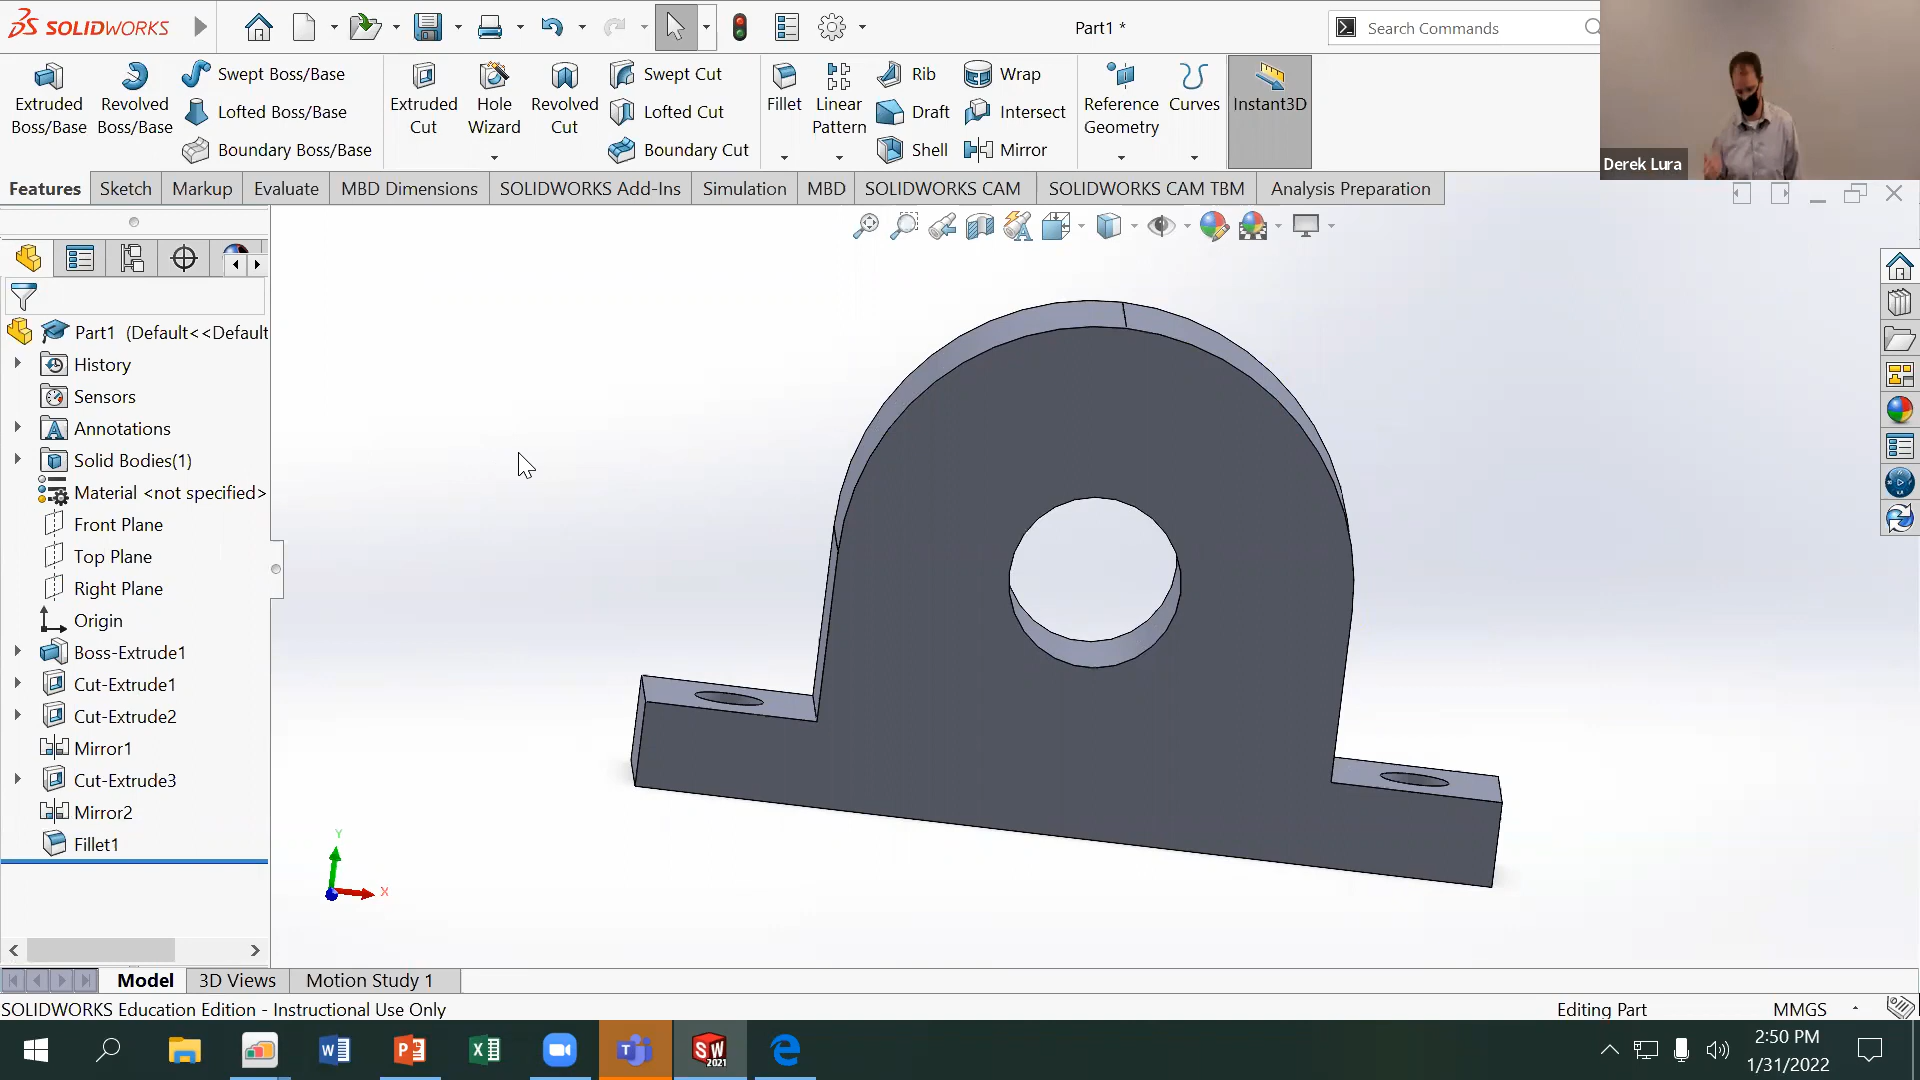 SOLIDWORKS
Part1 *
Search Commands
Extruded Boss/Base
Revolved Boss/Base
Swept Boss/Base
Lofted Boss/Base
Boundary Boss/Base
Extruded Cut
Hole Wizard
Revolved Cut
Swept Cut
Lofted Cut
Boundary Cut
Fillet
Linear Pattern
Rib
Draft
Shell
Wrap
Intersect
Mirror
Reference Geometry
Curves
Instant3D
Derek Lura
Features
Sketch
Markup
Evaluate
MBD Dimensions
SOLIDWORKS Add-Ins
Simulation
MBD
SOLIDWORKS CAM
SOLIDWORKS CAM TBM
Analysis Preparation
Part1 (Default<<Default
History
Sensors
Annotations
Solid Bodies(1)
Material <not specified>
Front Plane
Top Plane
Right Plane
Origin
Boss-Extrude1
Cut-Extrude1
Cut-Extrude2
Mirror1
Cut-Extrude3
Mirror2
Fillet1
Y
X
Model
3D Views
Motion Study 1
SOLIDWORKS Education Edition - Instructional Use Only
Editing Part
MMGS
2:50 PM
1/31/2022